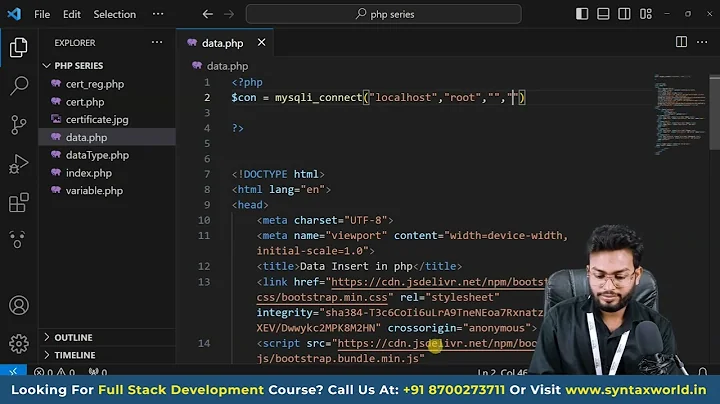 File Edit ··· php series
EXPLORER ···
PHP SERIES
cert_reg.php
cert.php
certificate.jpg
data.php
dataType.php
index.php
variable.php
OUTLINE
TIMELINE
data.php
data.php
1 <?php
2 $con = mysqli_connect("localhost","root","","")
3
4 ?>
5
6
7 <!DOCTYPE html>
8 <html lang="en">
9 <head>
10 <meta charset="UTF-8">
11 <meta name="viewport" content="width=device-width,
initial-scale=1.0">
12 <title>Data Insert in php</title>
13 <link href="https://cdn.jsdelivr.net/npm/boots
css/bootstrap.min.css" rel="stylesheet"
integrity="sha384-T3c6CoIi6uLrA9TneNEoa7Rxnatz
XEV/Dwwykc2MPK8M2HN" crossorigin="anonymous">
14 <script src="https://cdn.jsdelivr.net/npm/boo
js/bootstrap.bundle.min.js"
0 0 0 Ln 2, Col 46
Looking For Full Stack Development Course? Call Us At: +91 8700273711 Or Visit www.syntaxworld.in